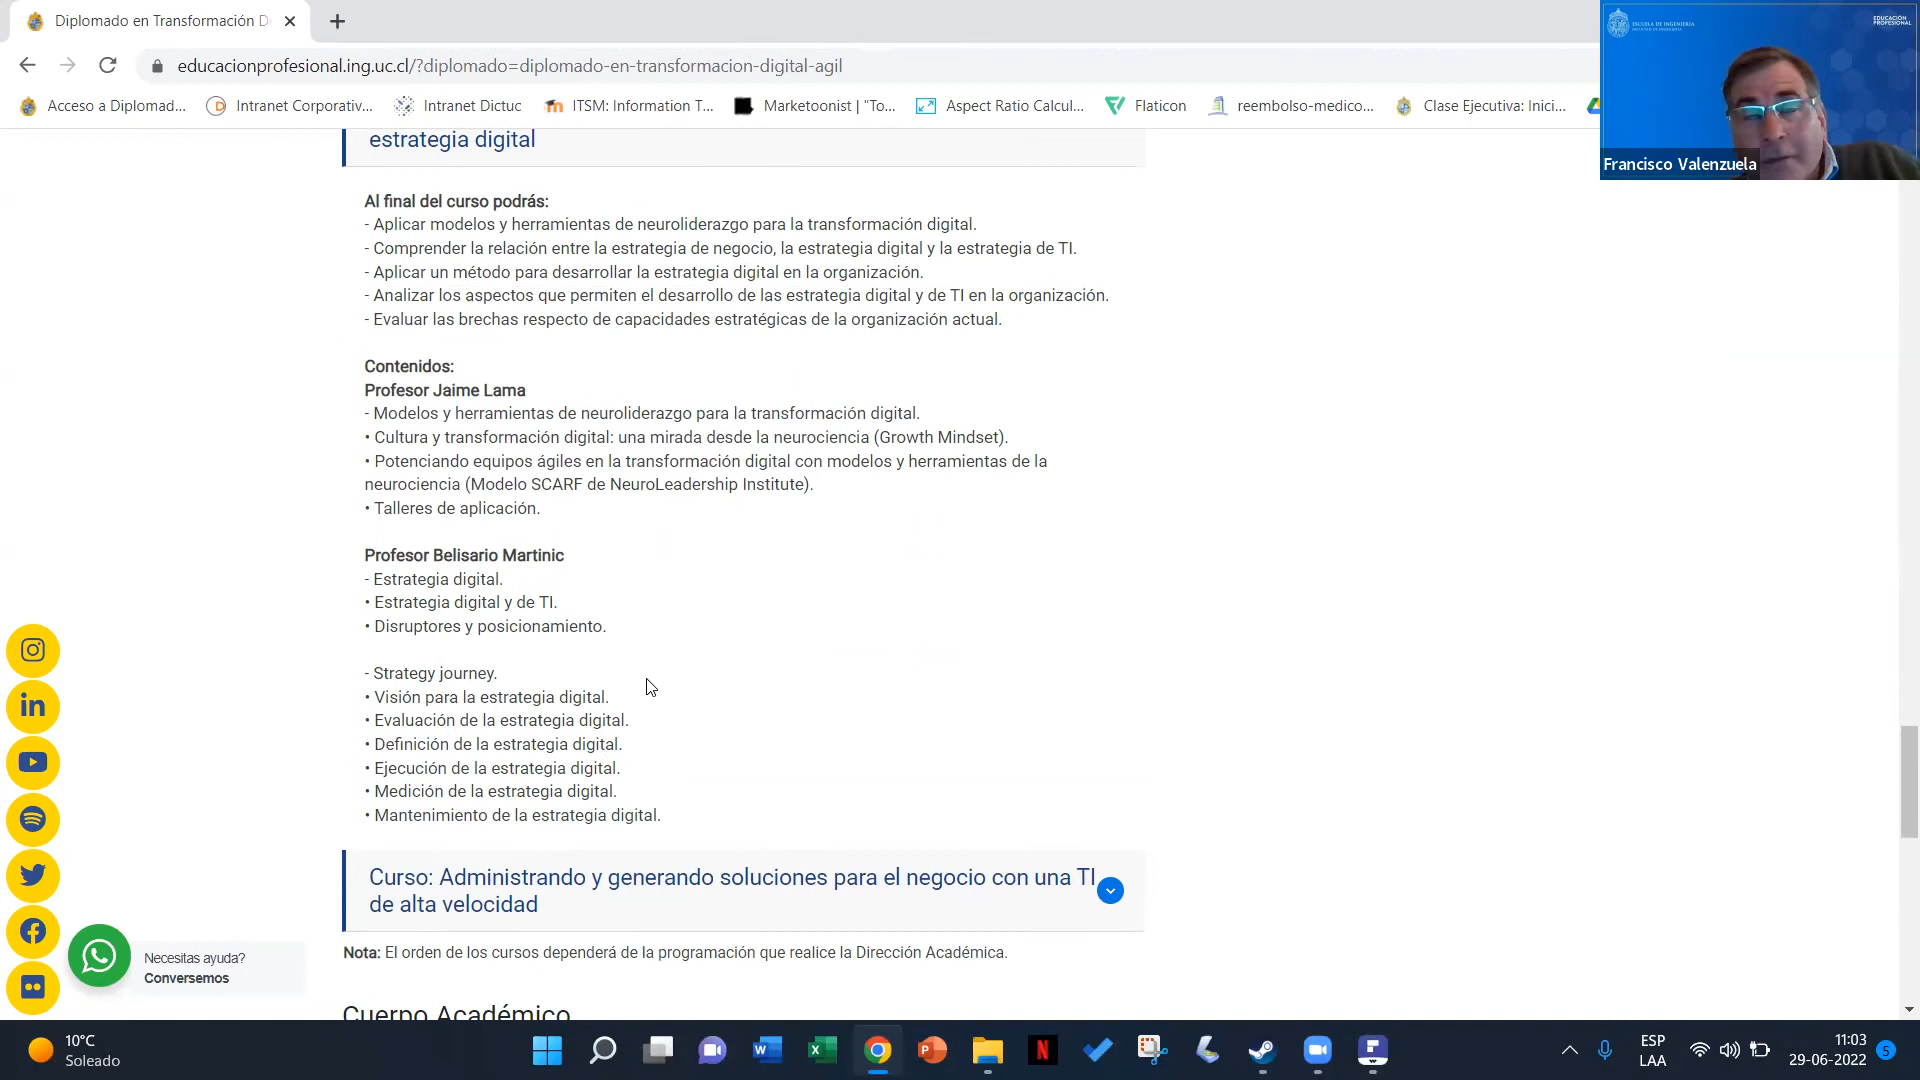 Diplomado en Transformación D
educacionprofesional.ing.uc.cl/?diplomado=diplomado-en-transformacion-digital-agil
Acceso a Diplomad...
Intranet Corporativ...
Intranet Dictuc
ITSM: Information T...
Marketoonist | "To...
Aspect Ratio Calcul...
Flaticon
reembolso-medico...
Clase Ejecutiva: Inici...
ESCUELA DE INGENIERÍA
FACULTAD DE INGENIERÍA
EDUCACIÓN
PROFESIONAL
Francisco Valenzuela
estrategia digital
Al final del curso podrás:
- Aplicar modelos y herramientas de neuroliderazgo para la transformación digital.
- Comprender la relación entre la estrategia de negocio, la estrategia digital y la estrategia de TI.
- Aplicar un método para desarrollar la estrategia digital en la organización.
- Analizar los aspectos que permiten el desarrollo de las estrategia digital y de TI en la organización.
- Evaluar las brechas respecto de capacidades estratégicas de la organización actual.
Contenidos:
Profesor Jaime Lama
- Modelos y herramientas de neuroliderazgo para la transformación digital.
• Cultura y transformación digital: una mirada desde la neurociencia (Growth Mindset).
• Potenciando equipos ágiles en la transformación digital con modelos y herramientas de la
neurociencia (Modelo SCARF de NeuroLeadership Institute).
• Talleres de aplicación.
Profesor Belisario Martinic
- Estrategia digital.
• Estrategia digital y de TI.
• Disruptores y posicionamiento.
- Strategy journey.
• Visión para la estrategia digital.
• Evaluación de la estrategia digital.
• Definición de la estrategia digital.
• Ejecución de la estrategia digital.
• Medición de la estrategia digital.
• Mantenimiento de la estrategia digital.
Curso: Administrando y generando soluciones para el negocio con una TI
de alta velocidad
Nota: El orden de los cursos dependerá de la programación que realice la Dirección Académica.
Necesitas ayuda?
Conversemos
Cuerpo Académico
10°C
Soleado
ESP
LAA
11:03
29-06-2022
5